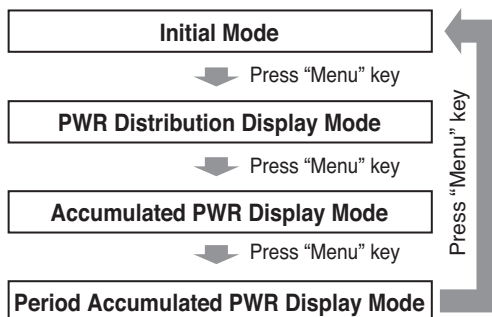 Initial Mode
Press “Menu” key
PWR Distribution Display Mode
Press “Menu” key
Accumulated PWR Display Mode
Press “Menu” key
Period Accumulated PWR Display Mode
Press “Menu” key